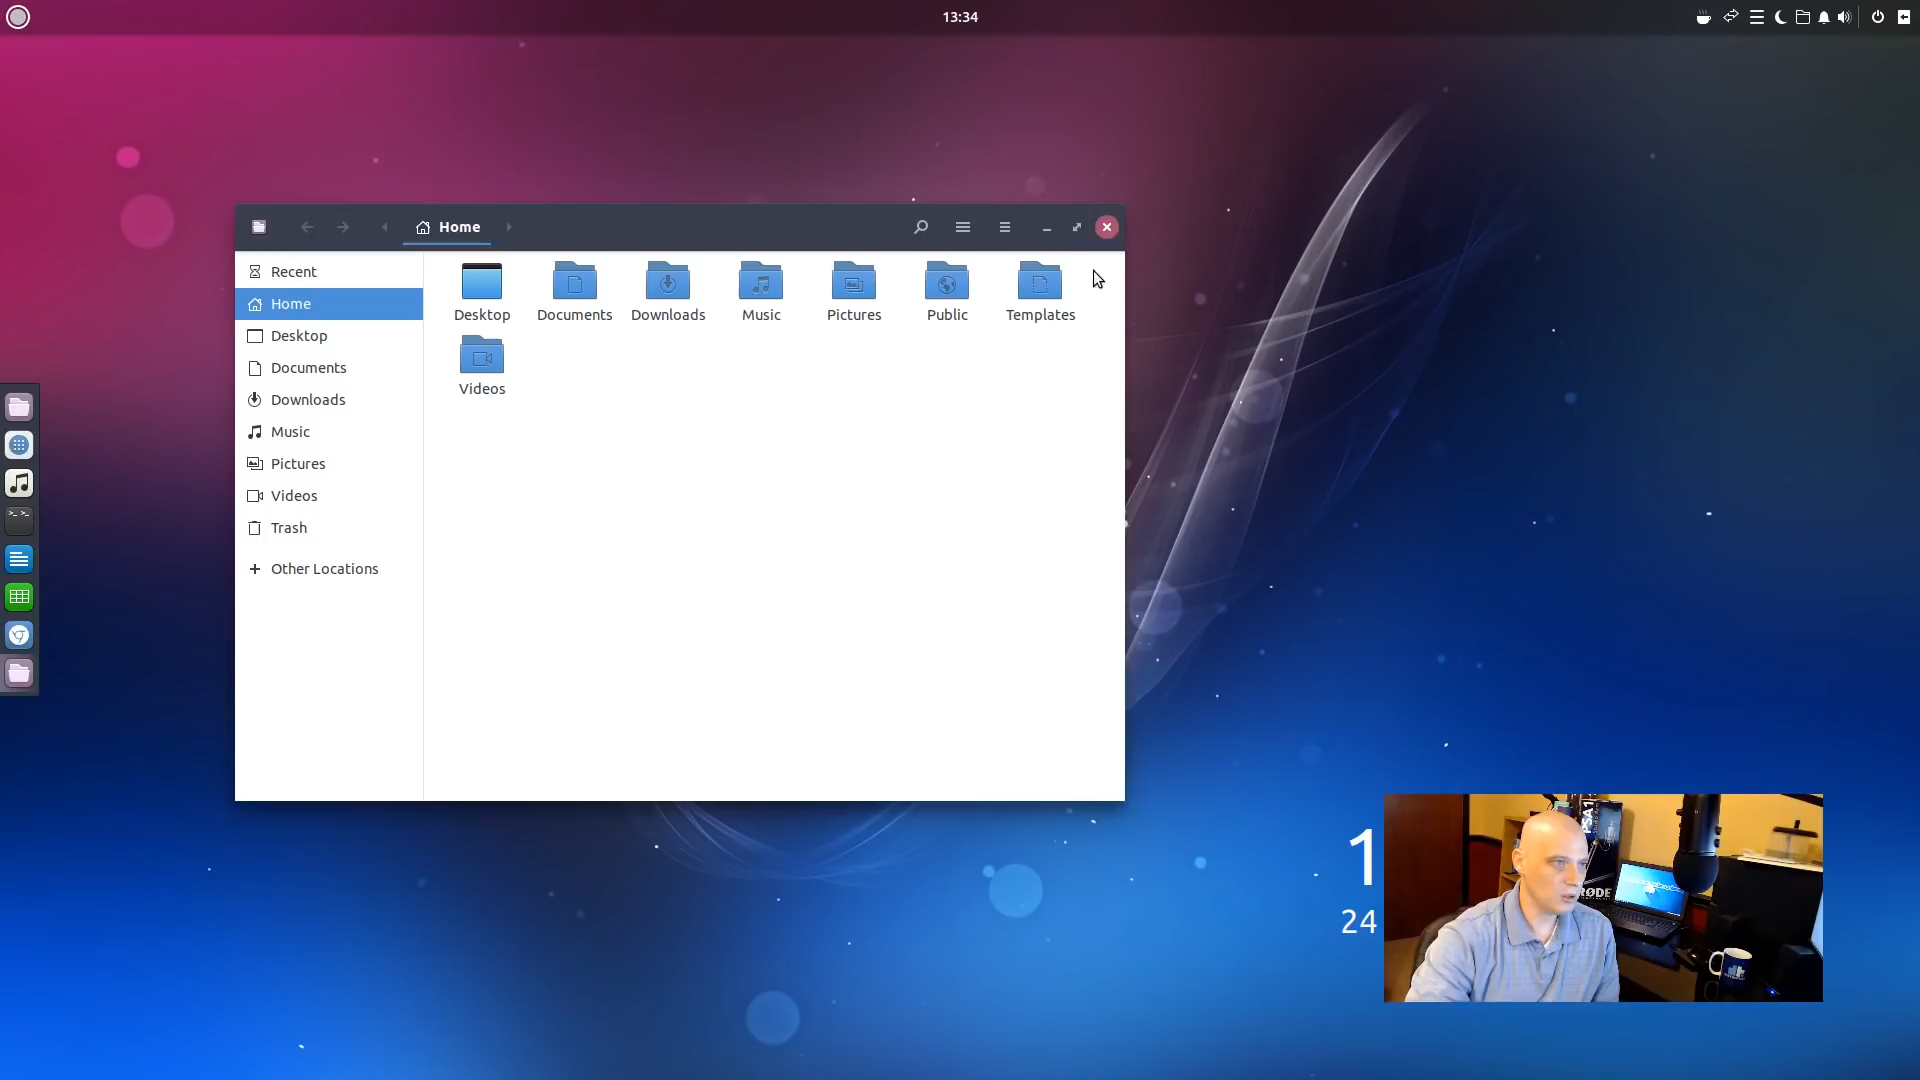 13:34
Home
Recent
Home
Desktop
Documents
Downloads
Music
Pictures
Videos
Trash
Other Locations
Desktop
Documents
Downloads
Music
Pictures
Public
Templates
Videos
1
24
PSA1
RØDE